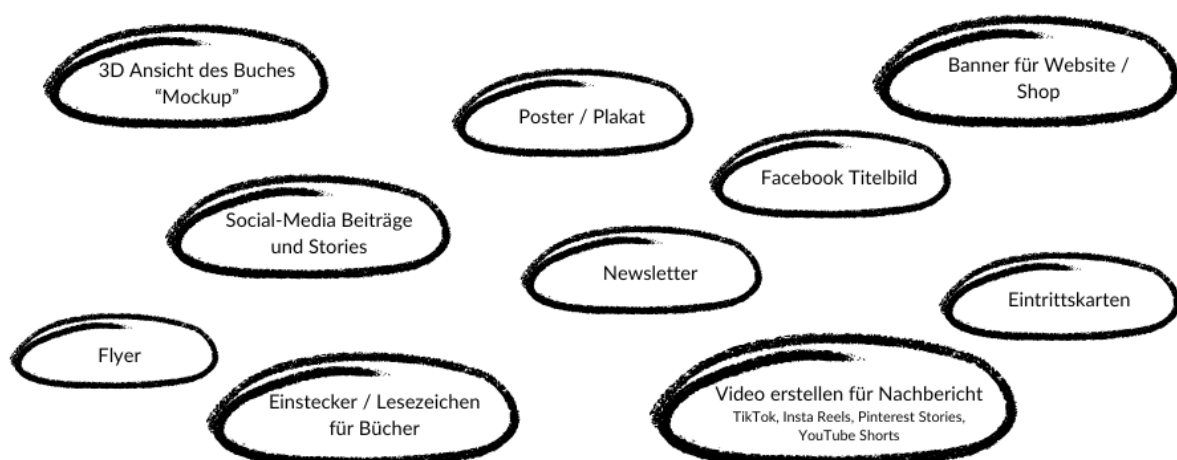 3D Ansicht des Buches
“Mockup”
Poster / Plakat
Banner für Website /
Shop
Facebook Titelbild
Social-Media Beiträge
und Stories
Newsletter
Eintrittskarten
Flyer
Einstecker / Lesezeichen
für Bücher
Video erstellen für Nachbericht
TikTok, Insta Reels, Pinterest Stories,
YouTube Shorts